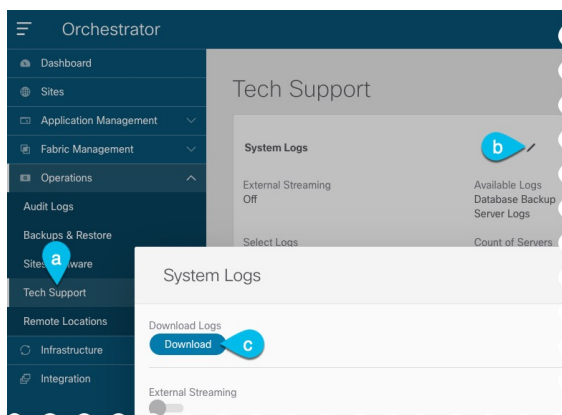 Orchestrator
Dashboard
Sites
Application Management
Fabric Management
Operations
Audit Logs
Backups & Restore
Sites
a
Tech Support
Remote Locations
Infrastructure
Integration
Tech Support
System Logs
b
External Streaming
Off
Available Logs
Database Backup
Server Logs
Select Logs
Count of Servers
System Logs
Download Logs
Download
c
External Streaming